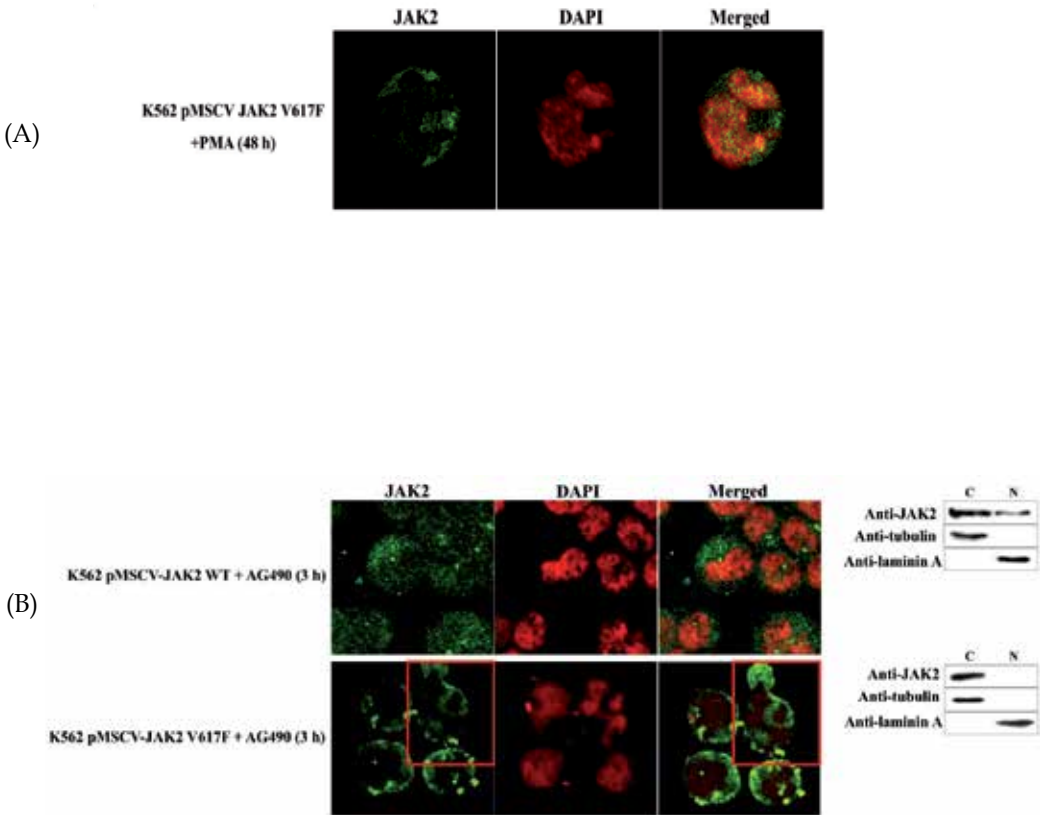 JAK2 DAPI Merged
(A)
K562 pMSCV JAK2 V617F
+PMA (48 h)
JAK2 DAPI Merged
C N
Anti-JAK2
Anti-tubulin
Anti-laminin A
K562 pMSCV-JAK2 WT + AG490 (3 h)
(B)
C N
Anti-JAK2
Anti-tubulin
Anti-laminin A
K562 pMSCV-JAK2 V617F + AG490 (3 h)